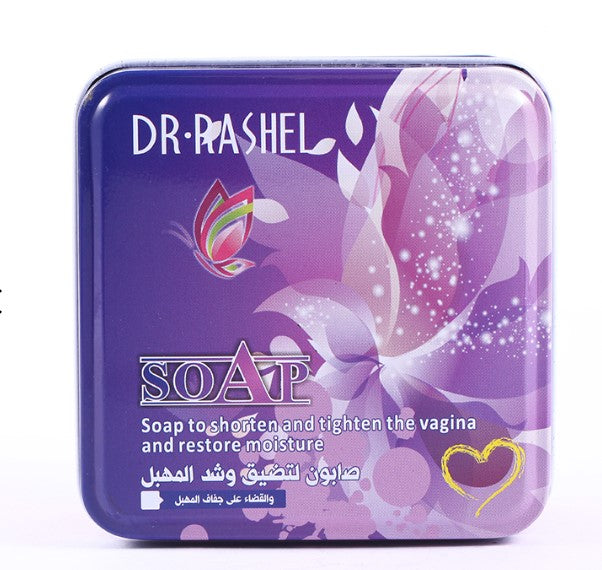 DR·RASHEL
SOAP
Soap to shorten and tighten the vagina
and restore moisture
صابون لتضيق وشد المهبل
والقضاء على جفاف المهبل